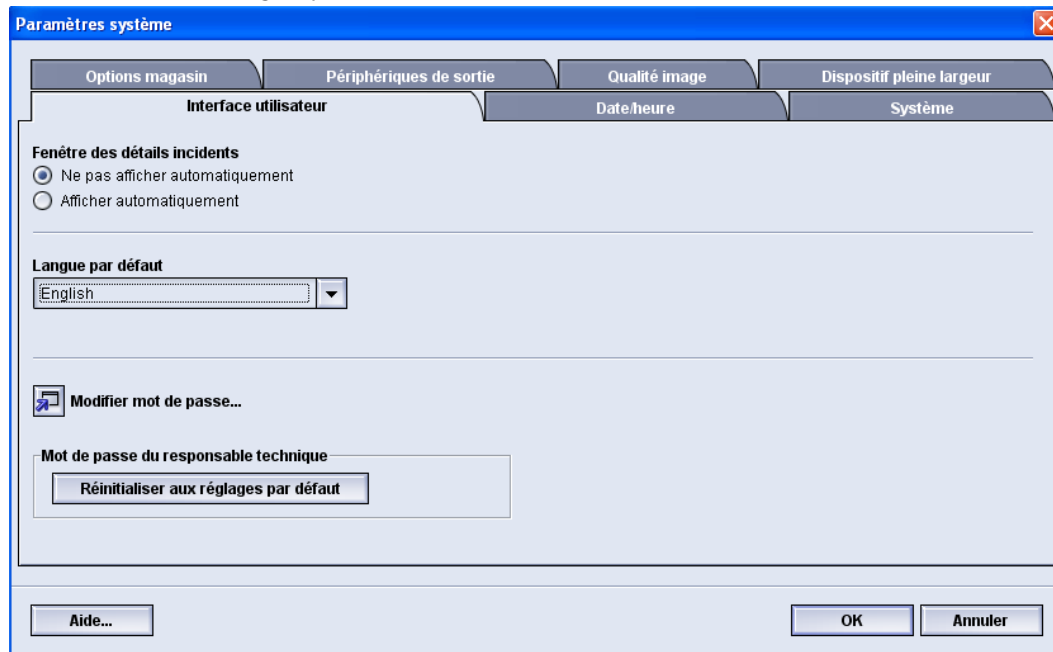 Paramètres système
Options magasin
Périphériques de sortie
Qualité image
Dispositif pleine largeur
Interface utilisateur
Date/heure
Système
Fenêtre des détails incidents
Ne pas afficher automatiquement
Afficher automatiquement
Langue par défaut
English
Modifier mot de passe...
Mot de passe du responsable technique
Réinitialiser aux réglages par défaut
Aide...
OK
Annuler